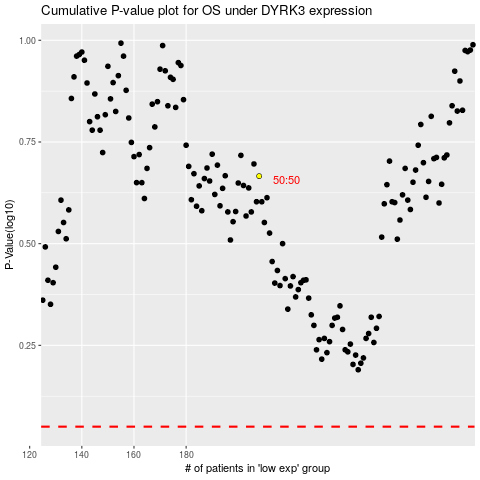 Cumulative P-value plot for OS under DYRK3 expression
1.00
0.75
0.50
0.25
P-Value(log10)
50:50
120 140 160 180
# of patients in 'low exp' group